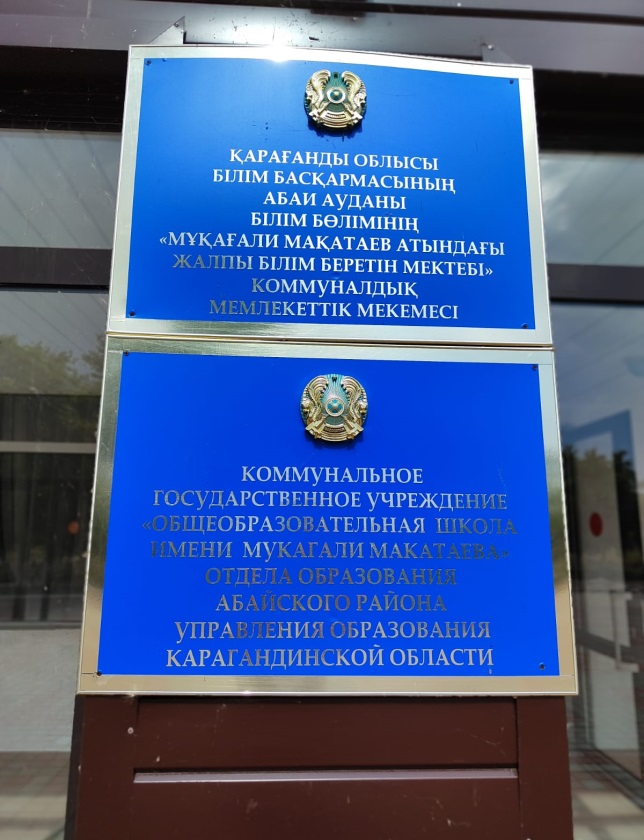 ҚАРАҒАНДЫ ОБЛЫСЫ
БІЛІМ БАСҚАРМАСЫНЫҢ
АБАЙ АУДАНЫ
БІЛІМ БӨЛІМІНІҢ
«МҰҚАҒАЛИ МАҚАТАЕВ АТЫНДАҒЫ
ЖАЛПЫ БІЛІМ БЕРЕТІН МЕКТЕБІ»
КОММУНАЛДЫҚ
МЕМЛЕКЕТТІК МЕКЕМЕСІ
КОММУНАЛЬНОЕ
ГОСУДАРСТВЕННОЕ УЧРЕЖДЕНИЕ
«ОБЩЕОБРАЗОВАТЕЛЬНАЯ ШКОЛА
ИМЕНИ МУКАГАЛИ МАКАТАЕВА»
ОТДЕЛА ОБРАЗОВАНИЯ
АБАЙСКОГО РАЙОНА
УПРАВЛЕНИЯ ОБРАЗОВАНИЯ
КАРАГАНДИНСКОЙ ОБЛАСТИ